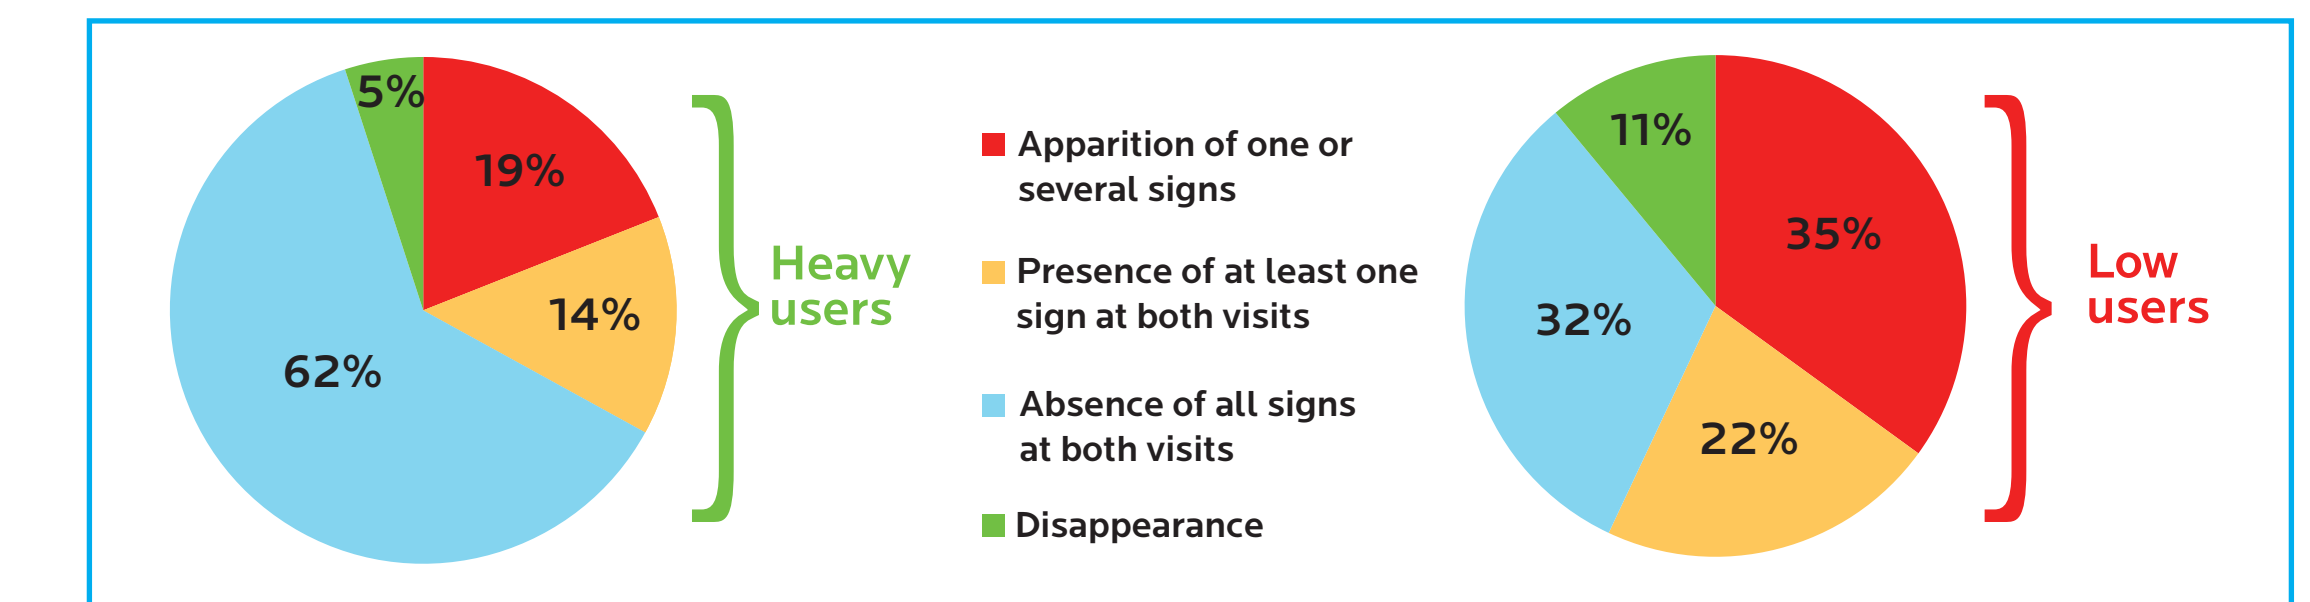 5%
19%
14%
62%
Heavy
users
Apparition of one or
several signs
Presence of at least one
sign at both visits
Absence of all signs
at both visits
Disappearance
11%
35%
32%
22%
Low
users